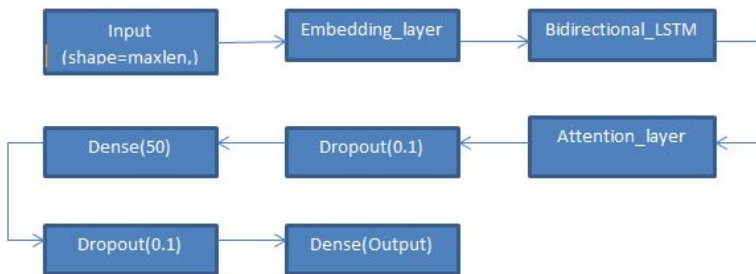 Input
(shape=maxlen,)
Embedding_layer
Bidirectional_LSTM
Attention_layer
Dropout(0.1)
Dense(50)
Dropout(0.1)
Dense(Output)